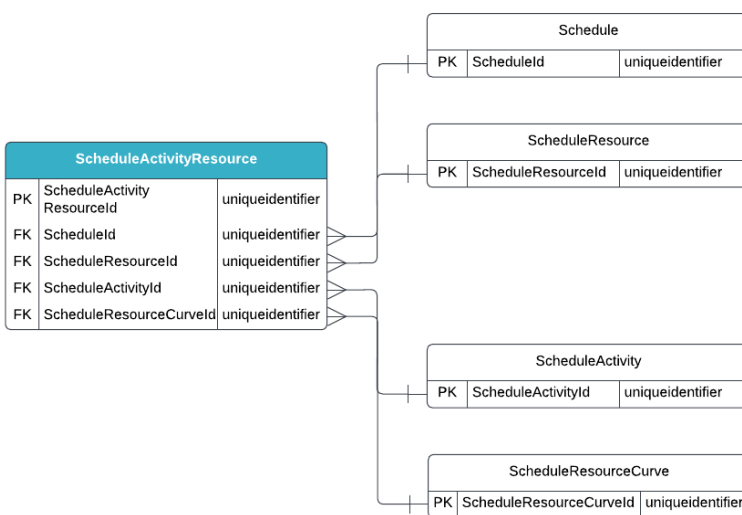 Schedule
PK ScheduleId uniqueidentifier
ScheduleResource
PK ScheduleResourceId uniqueidentifier
ScheduleActivityResource
PK ScheduleActivity
ResourceId uniqueidentifier
FK ScheduleId uniqueidentifier
FK ScheduleResourceId uniqueidentifier
FK ScheduleActivityId uniqueidentifier
FK ScheduleResourceCurveId uniqueidentifier
ScheduleActivity
PK ScheduleActivityId uniqueidentifier
ScheduleResourceCurve
PK ScheduleResourceCurveId uniqueidentifier